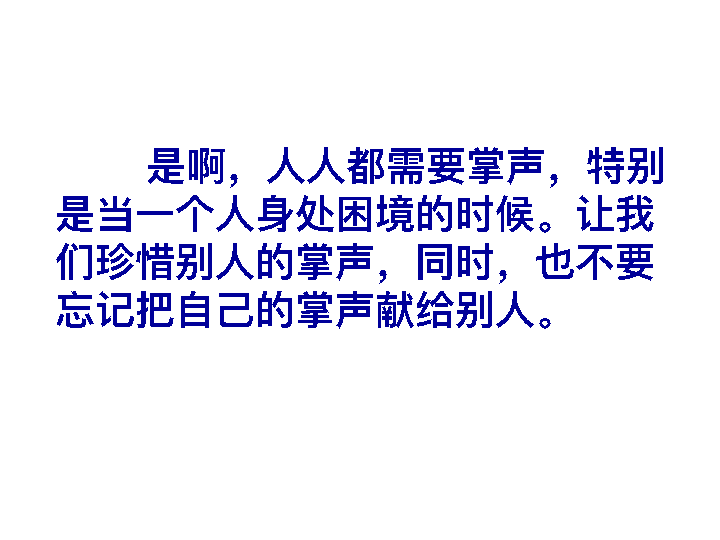 是啊，人人都需要掌声，特别
是当一个人身处困境的时候。让我
们珍惜别人的掌声，同时，也不要
忘记把自己的掌声献给别人。